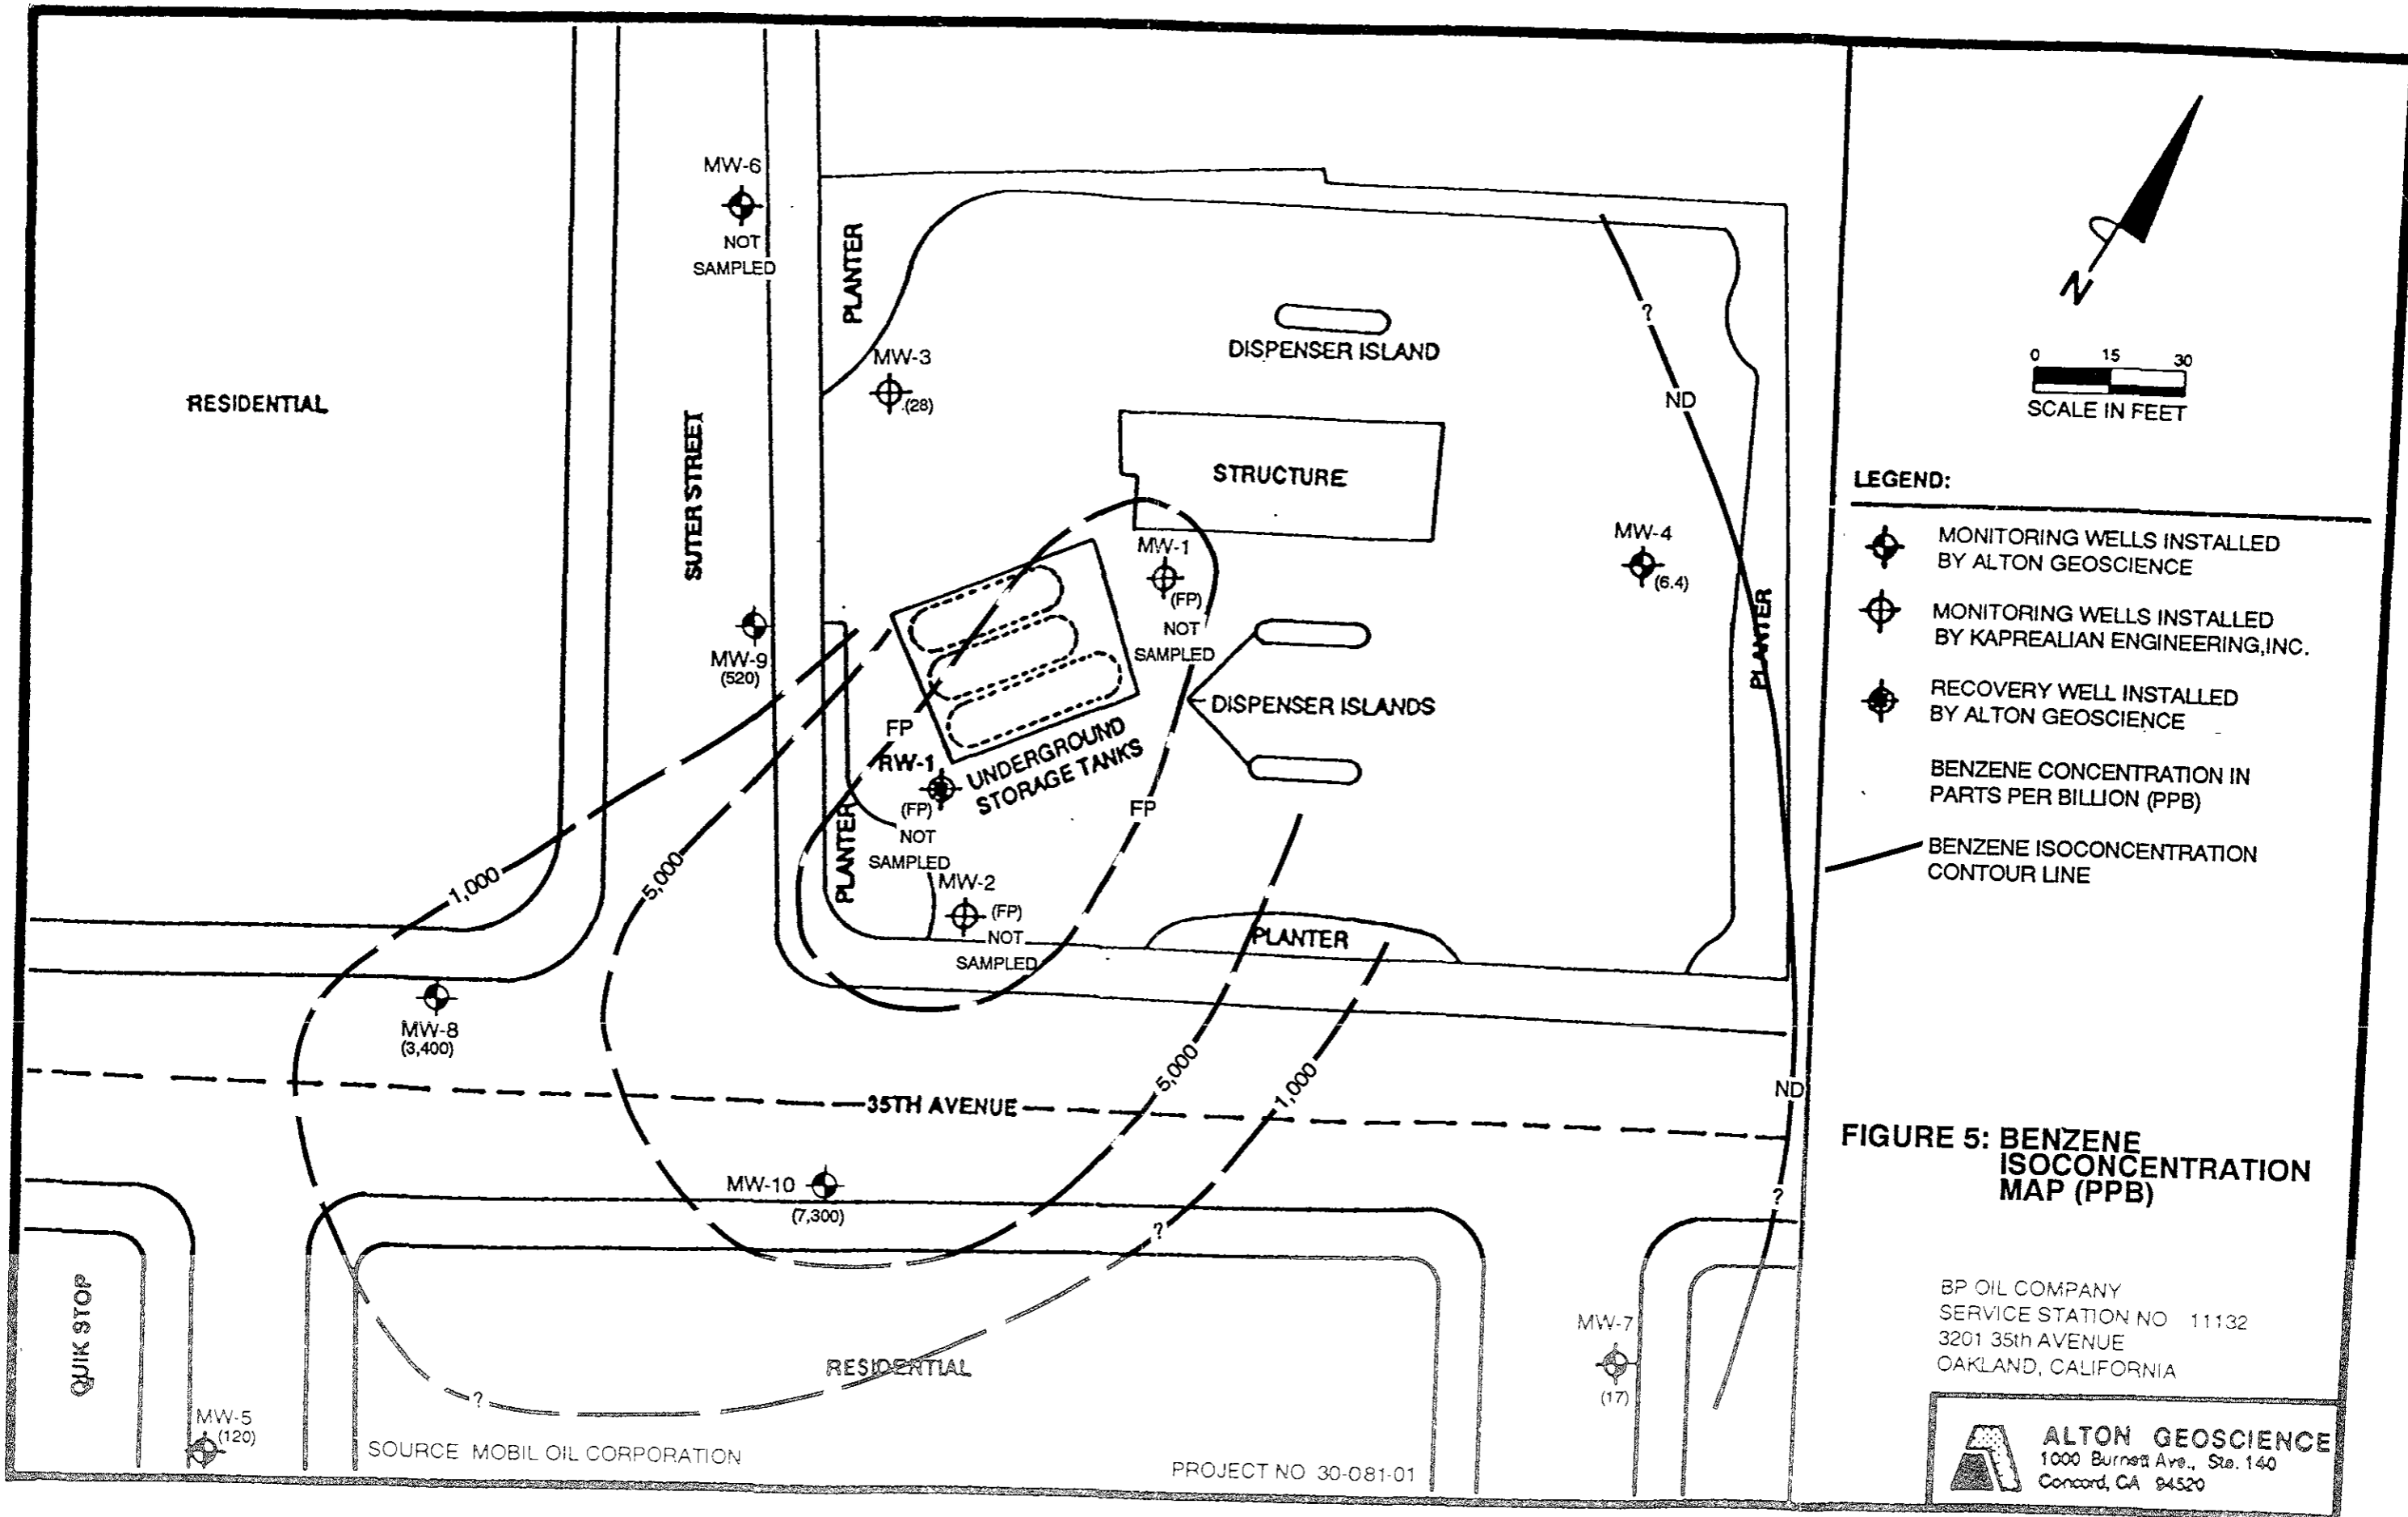 MW-6
NOT
SAMPLED
PLANTER
MW-3
(28)
RESIDENTIAL
SUTER STREET
DISPENSER ISLAND
STRUCTURE
?
ND
MW-4
(6.4)
PLANTER
MW-1
(FP)
NOT
SAMPLED
MW-9
(520)
DISPENSER ISLANDS
FP
RW-1
(FP)
NOT
SAMPLED
UNDERGROUND
STORAGE TANKS
FP
PLANTER
MW-2
(FP)
NOT
SAMPLED
PLANTER
1,000
5,000
MW-8
(3,400)
35TH AVENUE
5,000
1,000
ND
MW-10
(7,300)
?
?
QUIK STOP
RESIDENTIAL
?
MW-7
(17)
MW-5
(120)
SOURCE MOBIL OIL CORPORATION
PROJECT NO 30-081-01
N
0 15 30
SCALE IN FEET
LEGEND:
MONITORING WELLS INSTALLED
BY ALTON GEOSCIENCE
MONITORING WELLS INSTALLED
BY KAPREALIAN ENGINEERING,INC.
RECOVERY WELL INSTALLED
BY ALTON GEOSCIENCE
BENZENE CONCENTRATION IN
PARTS PER BILLION (PPB)
BENZENE ISOCONCENTRATION
CONTOUR LINE
FIGURE 5: BENZENE
ISOCONCENTRATION
MAP (PPB)
BP OIL COMPANY
SERVICE STATION NO 11132
3201 35th AVENUE
OAKLAND, CALIFORNIA
ALTON GEOSCIENCE
1000 Burnett Ave., Ste. 140
Concord, CA 94520